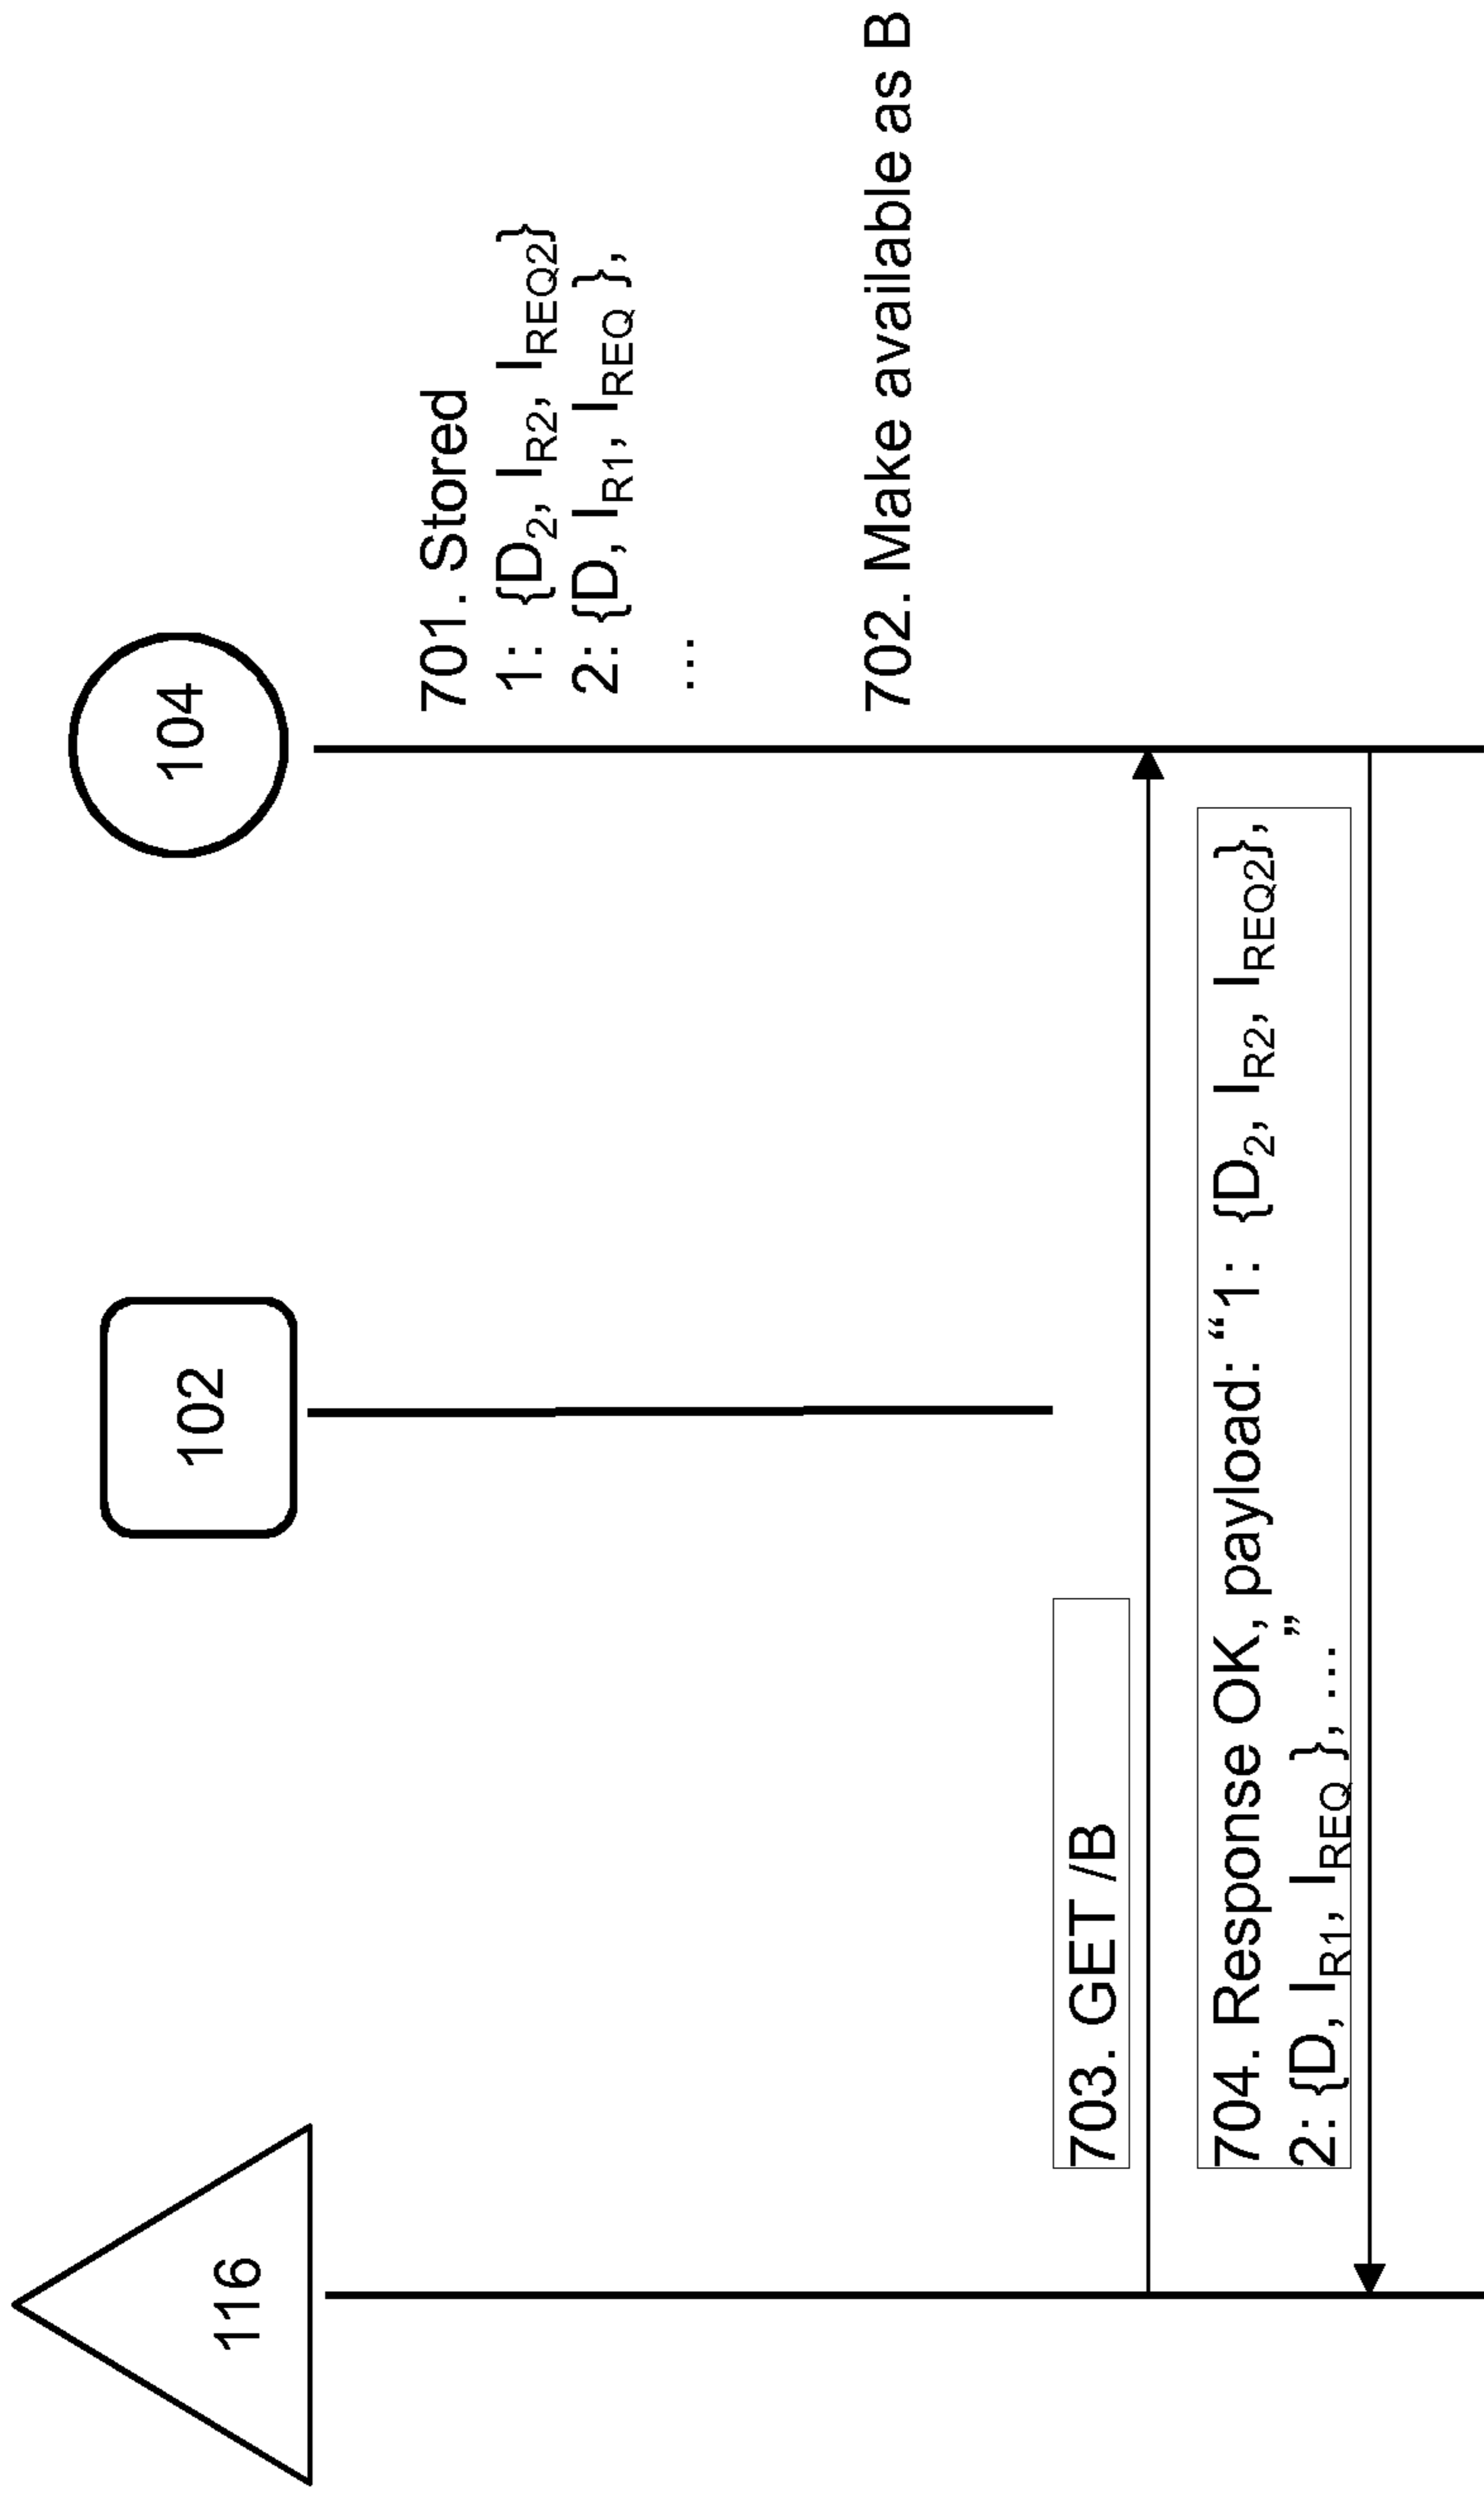 116
102
104
701. Stored
1: {D2, IR2, IREQ2}
2: {D, IR1, IREQ },
...
702. Make available as B
703. GET /B
704. Response OK, payload: “1: {D2, IR2, IREQ2},
2: {D, IR1, IREQ }, ...”